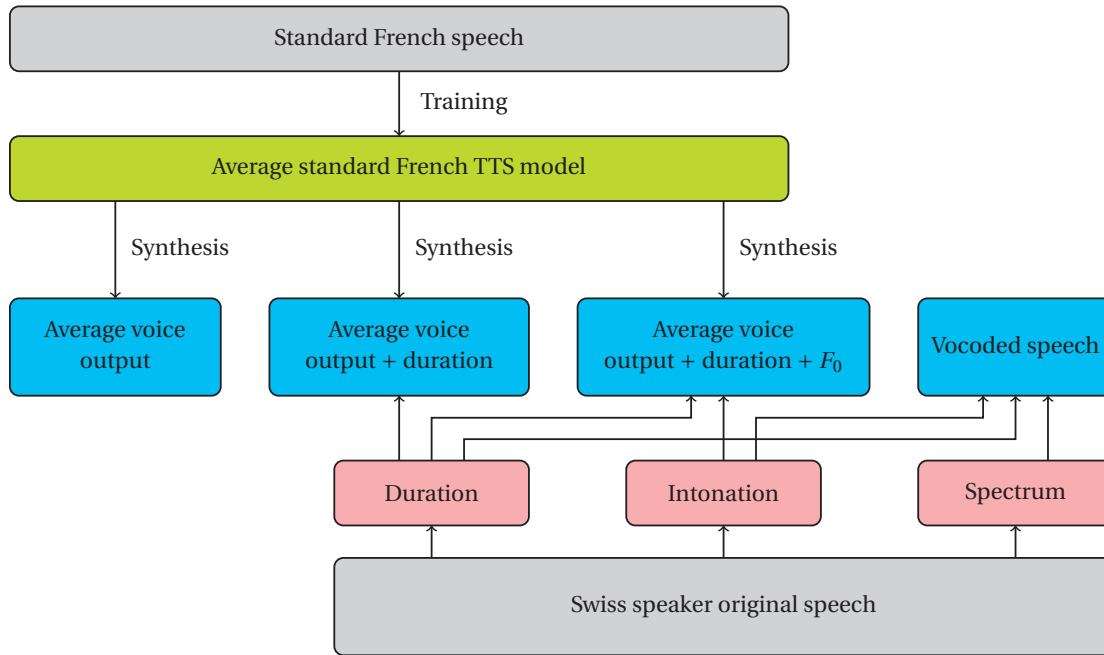 Standard French speech
Training
Average standard French TTS model
Synthesis
Synthesis
Synthesis
Average voice
output
Average voice
output + duration
Average voice
output + duration + F₀
Vocoded speech
Duration
Intonation
Spectrum
Swiss speaker original speech